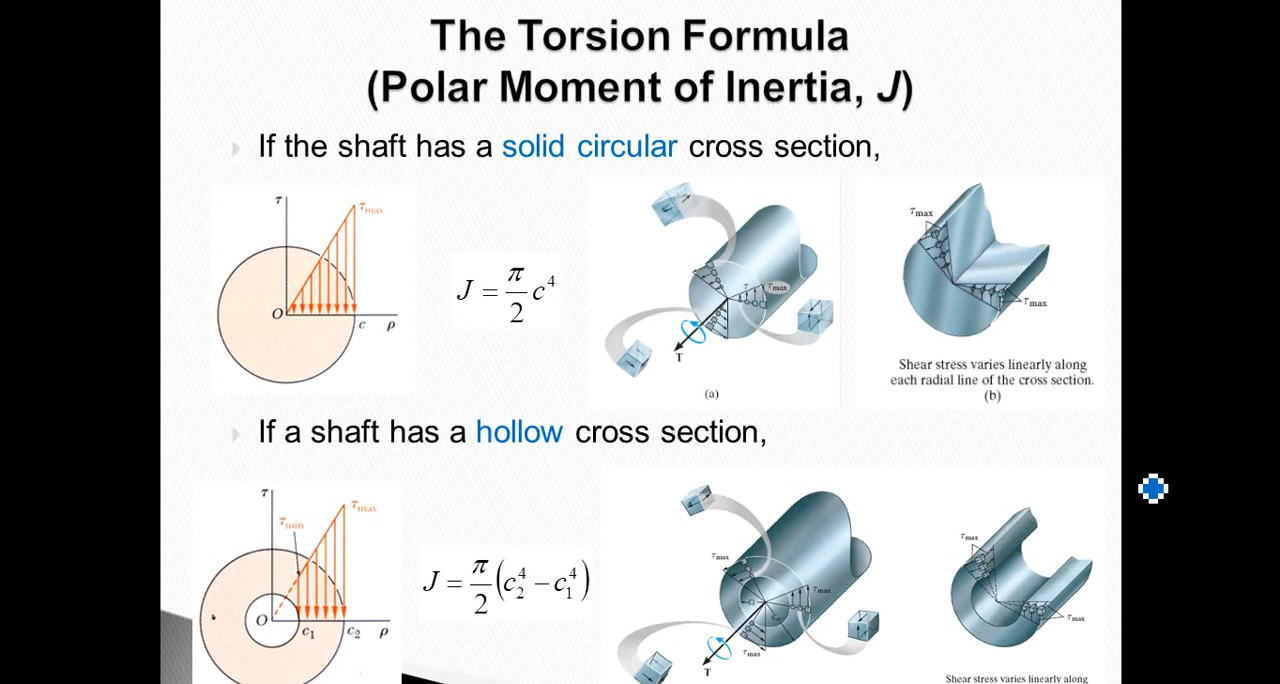 The Torsion Formula
(Polar Moment of Inertia, J)
If the shaft has a solid circular cross section,
τ
τmax
O
c
ρ
J = π/2 c⁴
τ
τmax
T
(a)
τmax
τmax
Shear stress varies linearly along
each radial line of the cross section.
(b)
If a shaft has a hollow cross section,
τ
τmax
τmin
O
c₁
c₂
ρ
J = π/2 (c₂⁴ − c₁⁴)
τmax
τmax
τmax
T
τmax
τmax
Shear stress varies linearly along